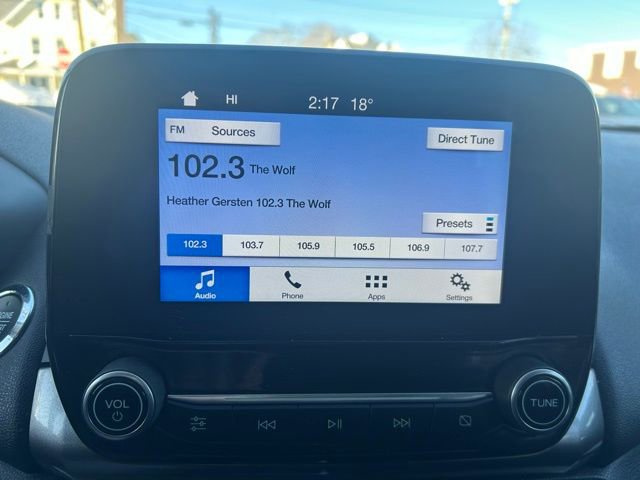 HI 2:17 18°
FM Sources
Direct Tune
102.3 The Wolf
Heather Gersten 102.3 The Wolf
Presets
102.3 103.7 105.9 105.5 106.9 107.7
Audio Phone Apps Settings
VOL TUNE